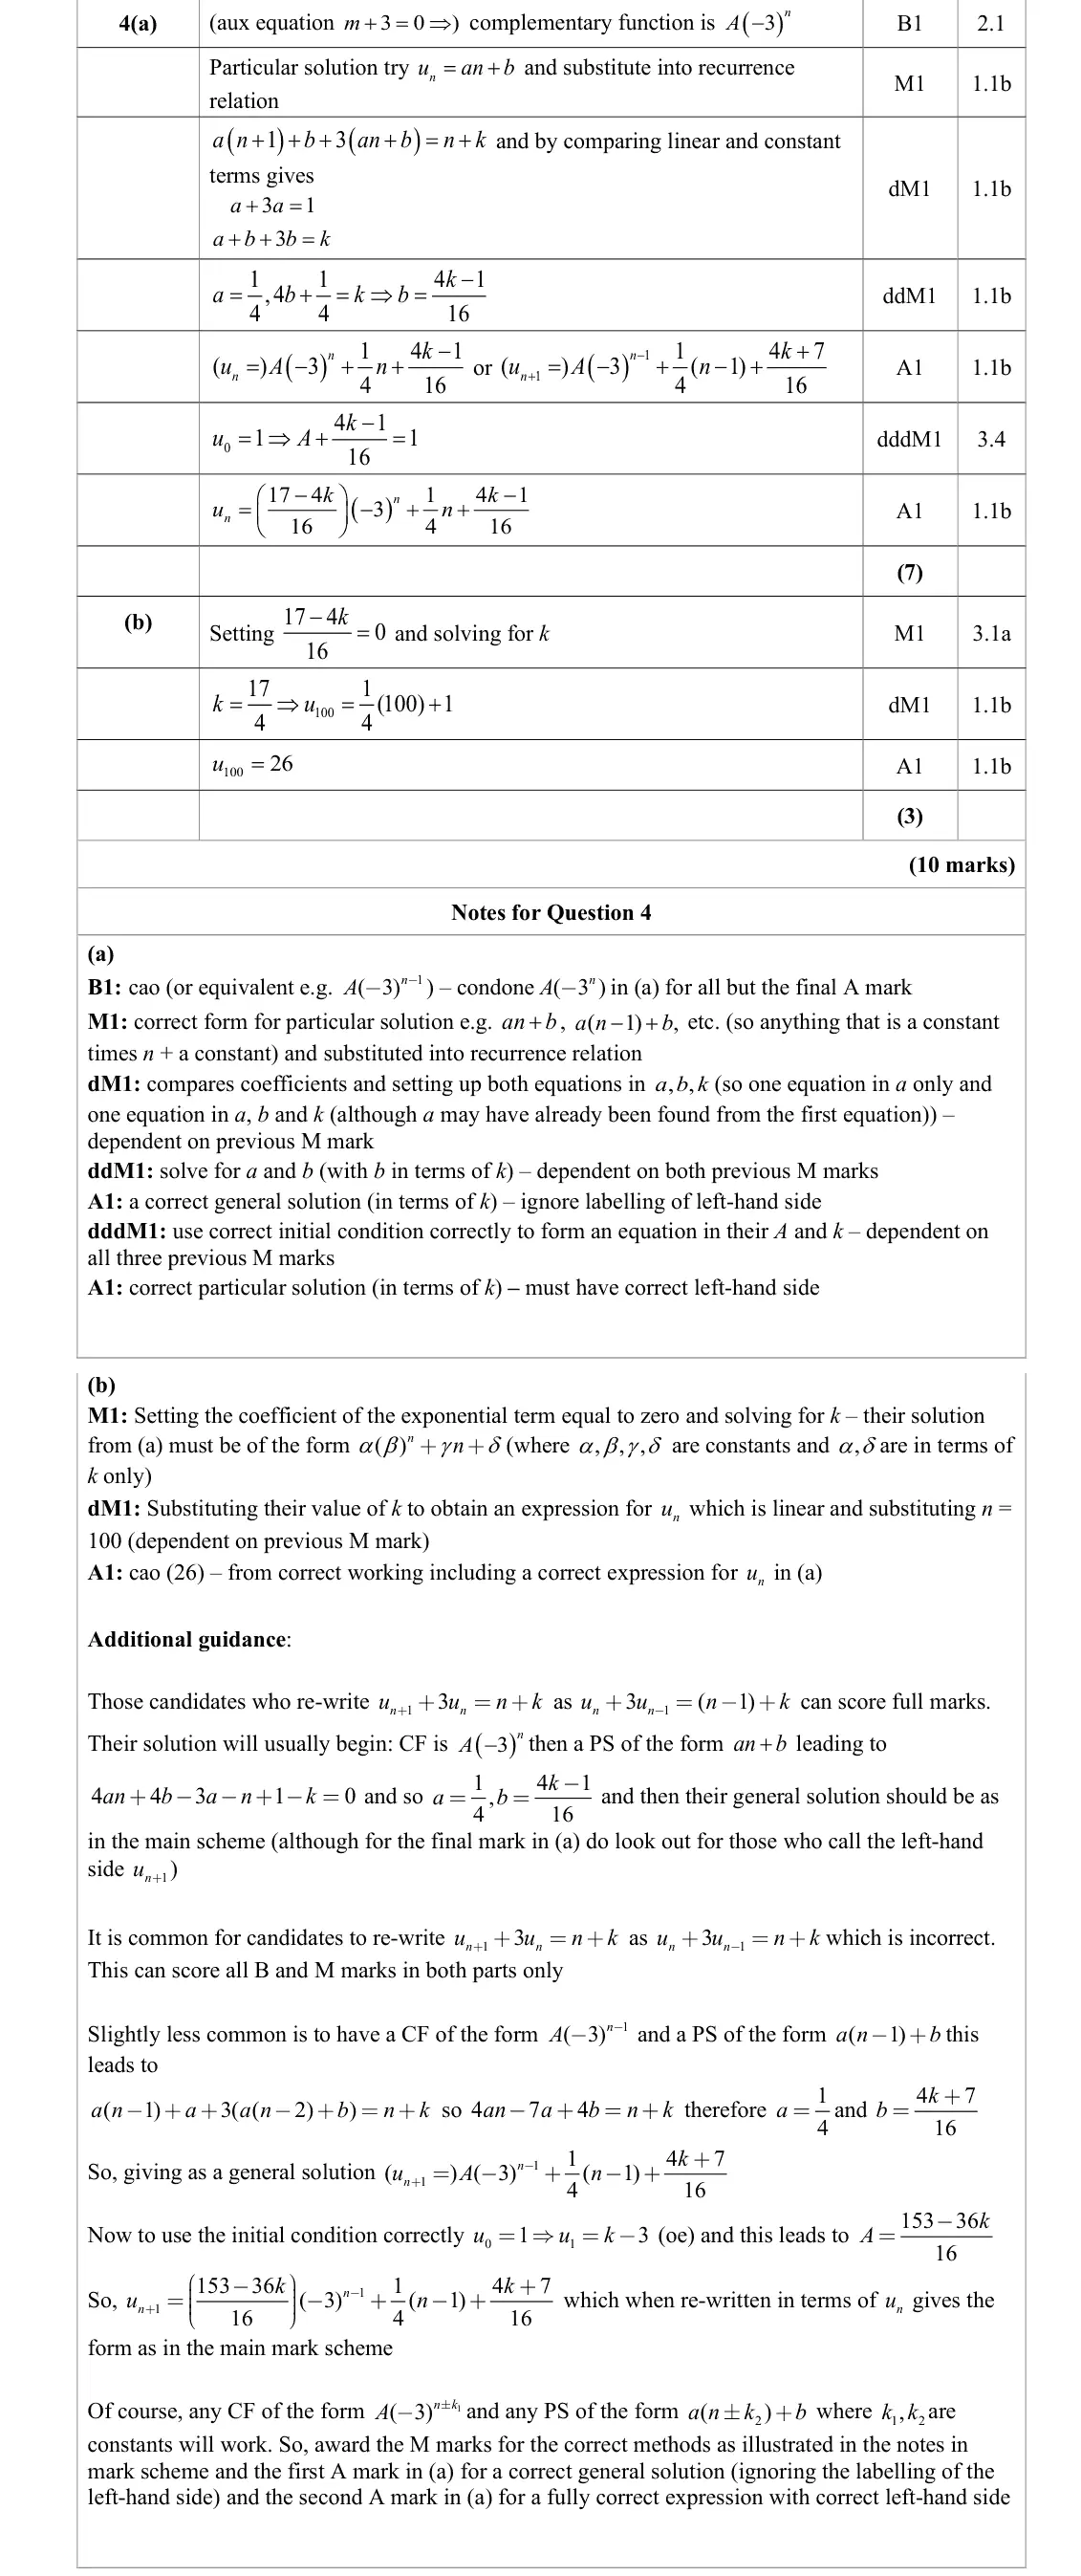 4(a) (aux equation m + 3 = 0 ⇒) complementary function is A(−3)ⁿ B1 2.1
Particular solution try uₙ = an + b and substitute into recurrence
relation M1 1.1b
a(n+1) + b + 3(an + b) = n + k and by comparing linear and constant
terms gives dM1 1.1b
a + 3a = 1
a + b + 3b = k
a = 1/4, 4b + 1/4 = k ⇒ b = (4k − 1)/16 ddM1 1.1b
(uₙ =) A(−3)ⁿ + 1/4 n + (4k − 1)/16 or (uₙ₊₁ =) A(−3)ⁿ⁻¹ + 1/4 (n − 1) + (4k + 7)/16 A1 1.1b
u₀ = 1 ⇒ A + (4k − 1)/16 = 1 dddM1 3.4
uₙ = ((17 − 4k)/16)(−3)ⁿ + 1/4 n + (4k − 1)/16 A1 1.1b
(7)
(b) Setting (17 − 4k)/16 = 0 and solving for k M1 3.1a
k = 17/4 ⇒ u₁₀₀ = 1/4 (100) + 1 dM1 1.1b
u₁₀₀ = 26 A1 1.1b
(3)
(10 marks)
Notes for Question 4
(a)
B1: cao (or equivalent e.g. A(−3)ⁿ⁻¹) – condone A(−3ⁿ) in (a) for all but the final A mark
M1: correct form for particular solution e.g. an + b, a(n − 1) + b, etc. (so anything that is a constant
times n + a constant) and substituted into recurrence relation
dM1: compares coefficients and setting up both equations in a, b, k (so one equation in a only and
one equation in a, b and k (although a may have already been found from the first equation)) –
dependent on previous M mark
ddM1: solve for a and b (with b in terms of k) – dependent on both previous M marks
A1: a correct general solution (in terms of k) – ignore labelling of left-hand side
dddM1: use correct initial condition correctly to form an equation in their A and k – dependent on
all three previous M marks
A1: correct particular solution (in terms of k) – must have correct left-hand side
(b)
M1: Setting the coefficient of the exponential term equal to zero and solving for k – their solution
from (a) must be of the form α(β)ⁿ + γn + δ (where α, β, γ, δ are constants and α, δ are in terms of
k only)
dM1: Substituting their value of k to obtain an expression for uₙ which is linear and substituting n =
100 (dependent on previous M mark)
A1: cao (26) – from correct working including a correct expression for uₙ in (a)
Additional guidance:
Those candidates who re-write uₙ₊₁ + 3uₙ = n + k as uₙ + 3uₙ₋₁ = (n − 1) + k can score full marks.
Their solution will usually begin: CF is A(−3)ⁿ then a PS of the form an + b leading to
4an + 4b − 3a − n + 1 − k = 0 and so a = 1/4, b = (4k − 1)/16 and then their general solution should be as
in the main scheme (although for the final mark in (a) do look out for those who call the left-hand
side uₙ₊₁)
It is common for candidates to re-write uₙ₊₁ + 3uₙ = n + k as uₙ + 3uₙ₋₁ = n + k which is incorrect.
This can score all B and M marks in both parts only
Slightly less common is to have a CF of the form A(−3)ⁿ⁻¹ and a PS of the form a(n − 1) + b this
leads to
a(n − 1) + a + 3(a(n − 2) + b) = n + k so 4an − 7a + 4b = n + k therefore a = 1/4 and b = (4k + 7)/16
So, giving as a general solution (uₙ₊₁ =) A(−3)ⁿ⁻¹ + 1/4 (n − 1) + (4k + 7)/16
Now to use the initial condition correctly u₀ = 1 ⇒ u₁ = k − 3 (oe) and this leads to A = (153 − 36k)/16
So, uₙ₊₁ = ((153 − 36k)/16)(−3)ⁿ⁻¹ + 1/4 (n − 1) + (4k + 7)/16 which when re-written in terms of uₙ gives the
form as in the main mark scheme
Of course, any CF of the form A(−3)^(n±k₁) and any PS of the form a(n ± k₂) + b where k₁, k₂ are
constants will work. So, award the M marks for the correct methods as illustrated in the notes in
mark scheme and the first A mark in (a) for a correct general solution (ignoring the labelling of the
left-hand side) and the second A mark in (a) for a fully correct expression with correct left-hand side